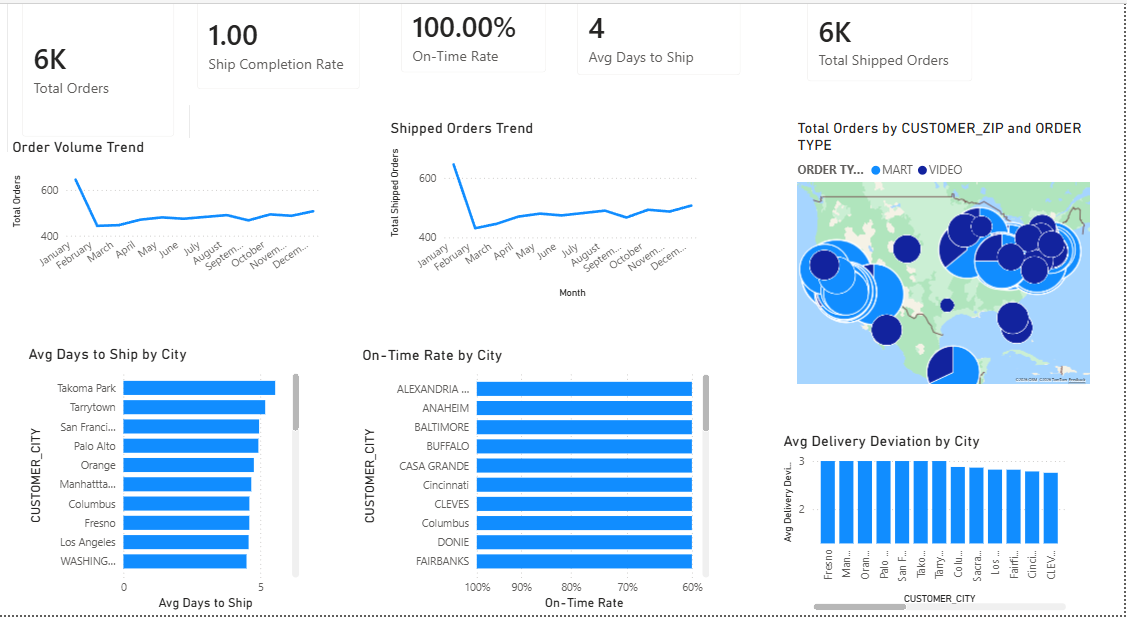 6K
Total Orders
1.00
Ship Completion Rate
100.00%
On-Time Rate
4
Avg Days to Ship
6K
Total Shipped Orders
Order Volume Trend
Total Orders
600
400
January
February
March
April
May
June
July
August
Septem...
October
Novem...
Decem...
Shipped Orders Trend
Total Shipped Orders
600
400
January
February
March
April
May
June
July
August
Septem...
October
Novem...
Decem...
Month
Total Orders by CUSTOMER_ZIP and ORDER
TYPE
ORDER TY... MART VIDEO
Avg Days to Ship by City
CUSTOMER_CITY
Takoma Park
Tarrytown
San Franci...
Palo Alto
Orange
Manhattta...
Columbus
Fresno
Los Angeles
WASHING...
0 5
Avg Days to Ship
On-Time Rate by City
CUSTOMER_CITY
ALEXANDRIA ...
ANAHEIM
BALTIMORE
BUFFALO
CASA GRANDE
Cincinnati
CLEVES
Columbus
DONIE
FAIRBANKS
100% 90% 80% 70% 60%
On-Time Rate
Avg Delivery Deviation by City
Avg Delivery Devi...
3
2
Fresno
Man...
Oran...
Palo ...
San F...
Tako...
Tarry...
Colu...
Sacra...
Los ...
Fairfi...
Cinci...
CLEV...
CUSTOMER_CITY